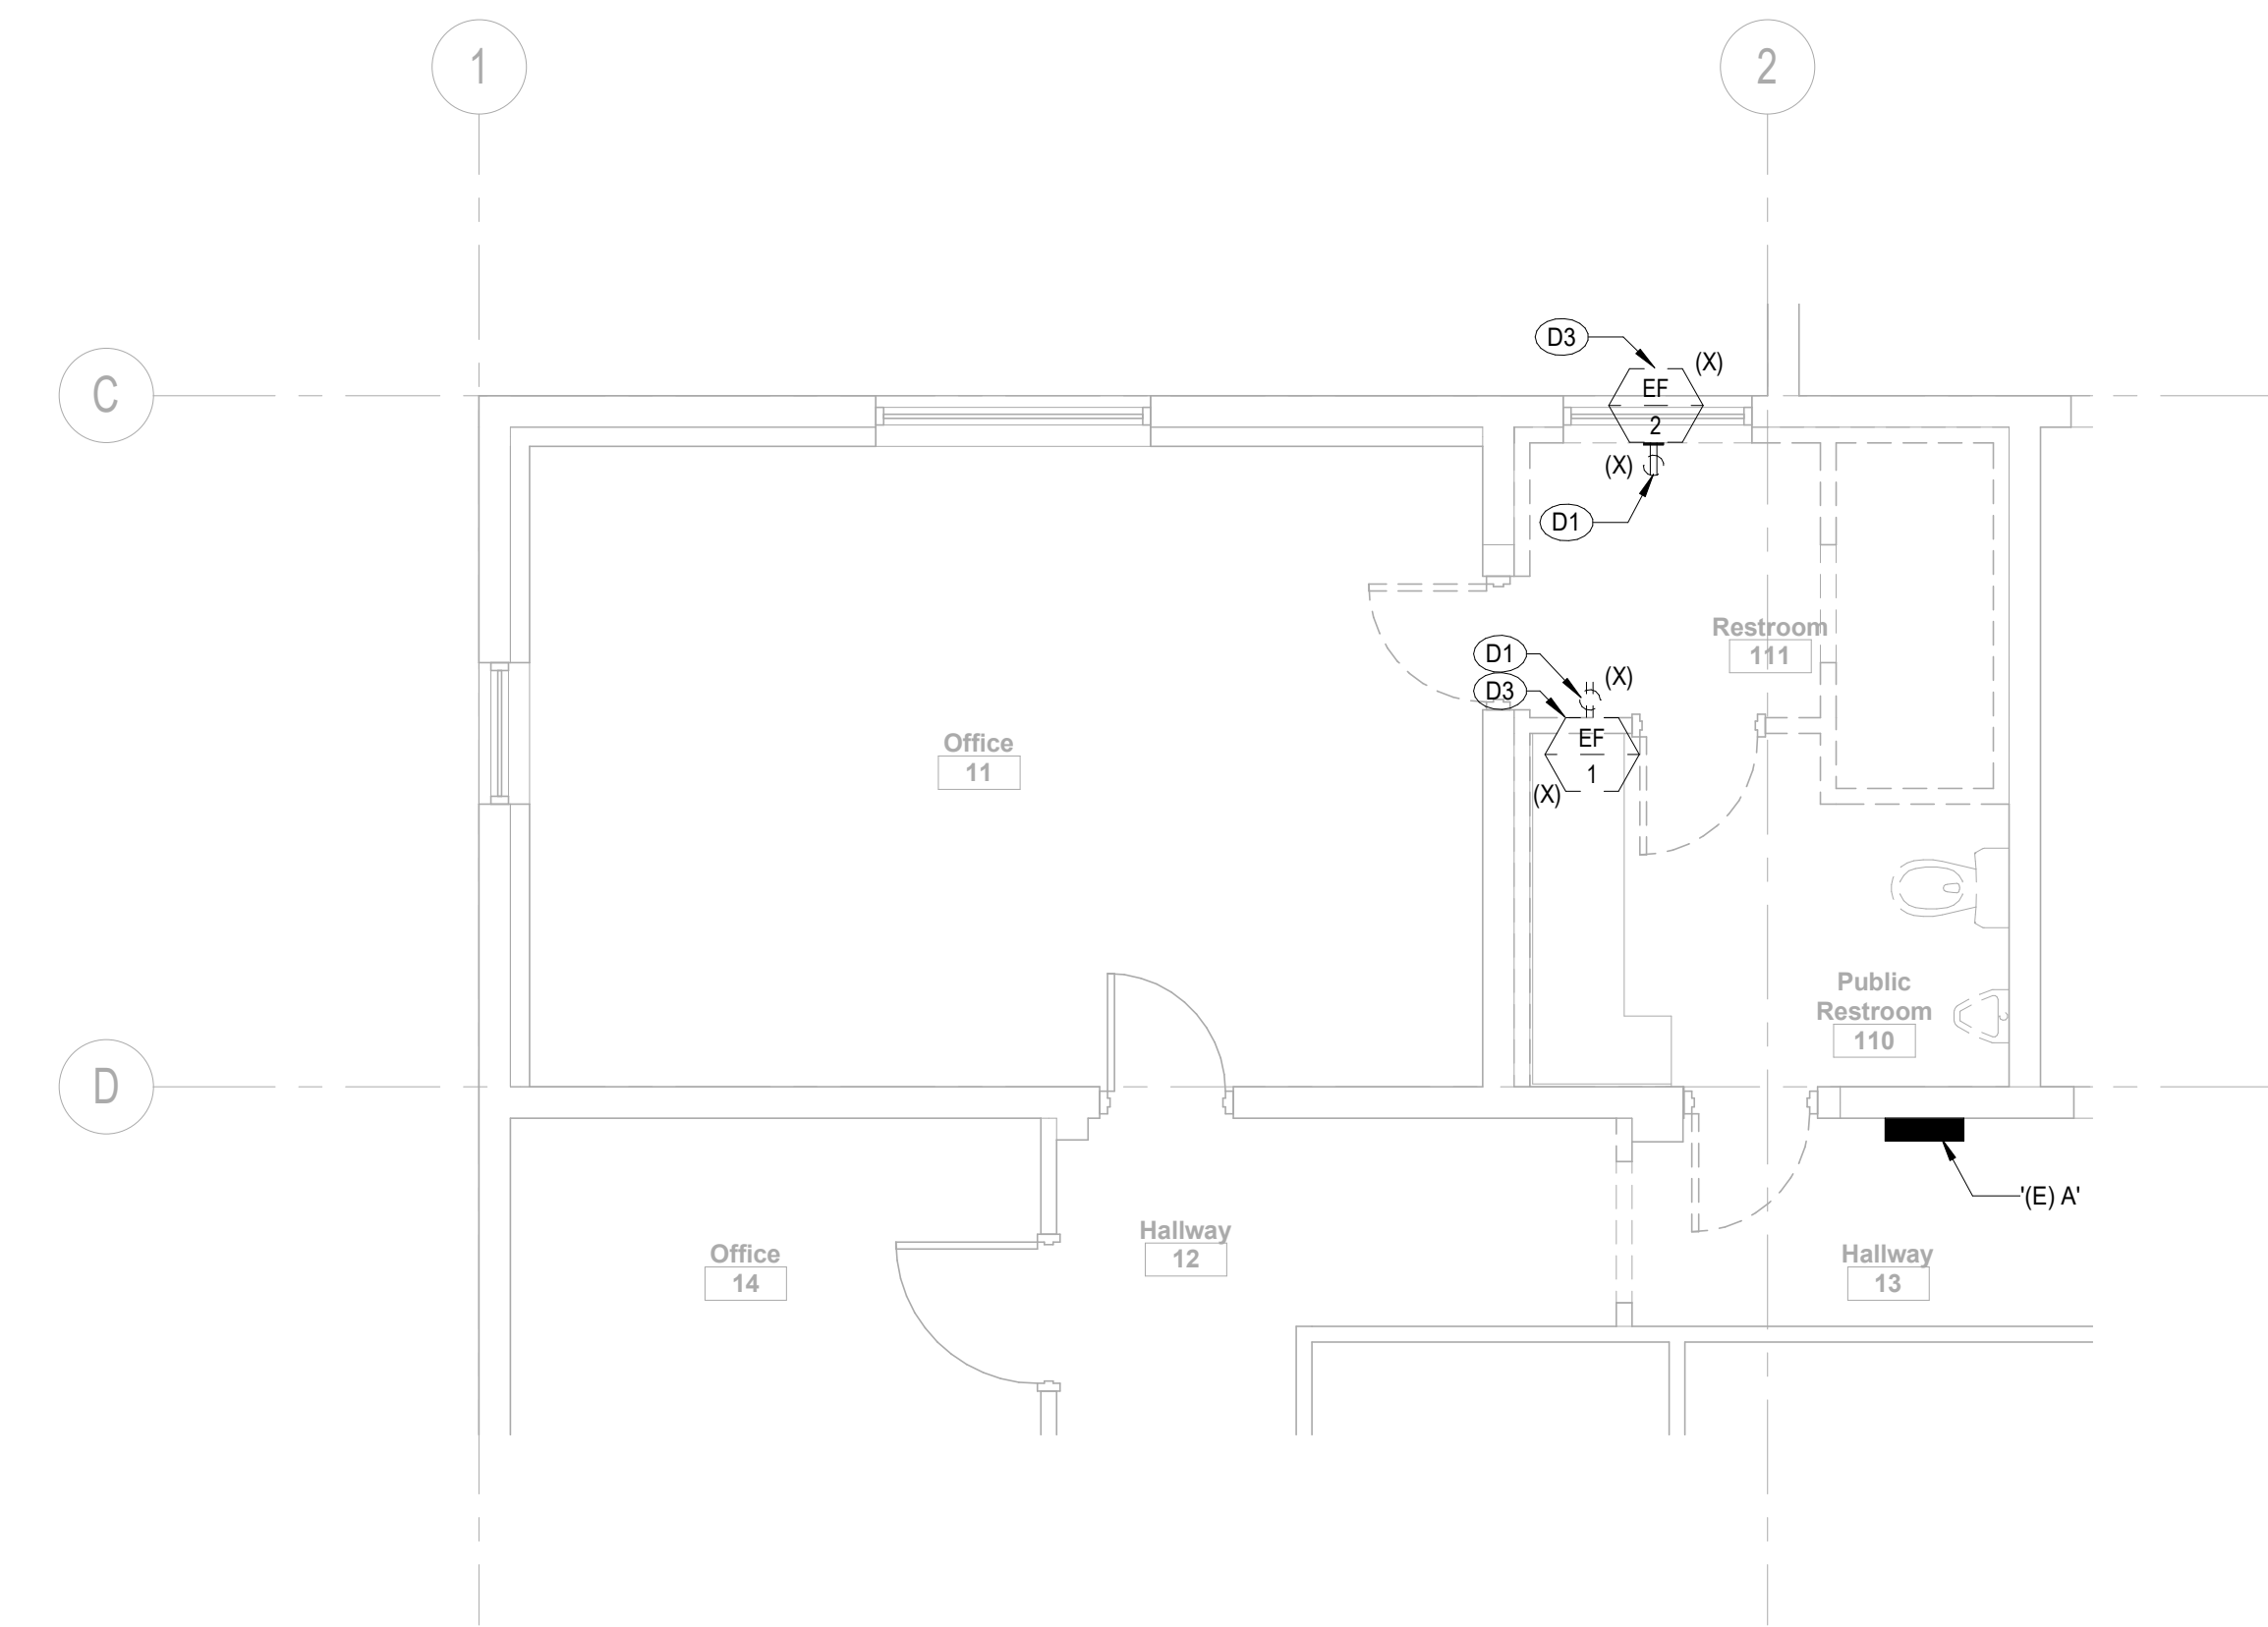 1
2
C
D3
(X)
EF
2
(X)
D1
Restroom
111
D1
(X)
D3
EF
1
(X)
Office
11
Public
Restroom
110
D
'(E) A'
Hallway
12
Office
14
Hallway
13